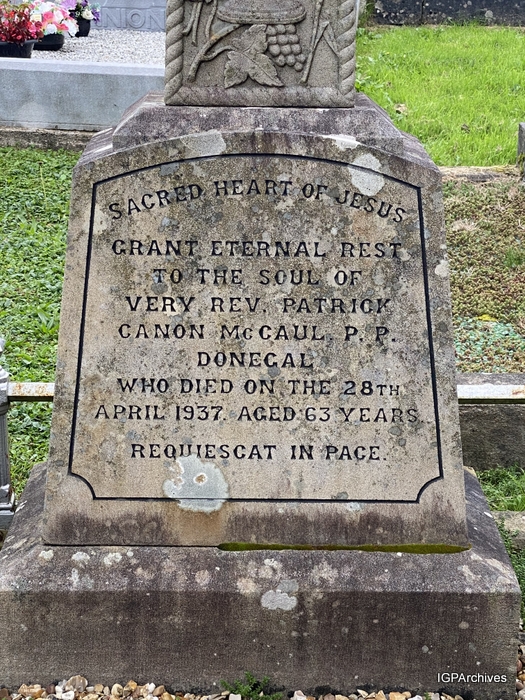 SACRED HEART OF JESUS
GRANT ETERNAL REST
TO THE SOUL OF
VERY REV. PATRICK
CANON McCAUL. P. P.
DONEGAL
WHO DIED ON THE 28TH
APRIL 1937. AGED 63 YEARS.
REQUIESCAT IN PACE.
IGPArchives